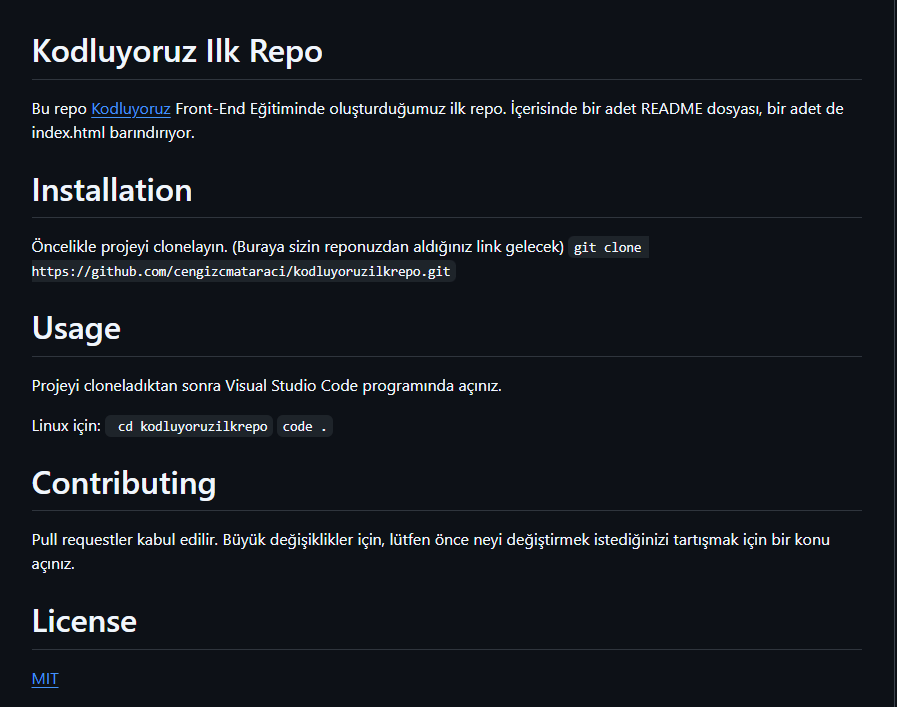 Kodluyoruz Ilk Repo
Bu repo Kodluyoruz Front-End Eğitiminde oluşturduğumuz ilk repo. İçerisinde bir adet README dosyası, bir adet de
index.html barındırıyor.
Installation
Öncelikle projeyi clonelayın. (Buraya sizin reponuzdan aldığınız link gelecek) git clone
https://github.com/cengizcmataraci/kodluyoruzilkrepo.git
Usage
Projeyi cloneladıktan sonra Visual Studio Code programında açınız.
Linux için: cd kodluyoruzilkrepo code .
Contributing
Pull requestler kabul edilir. Büyük değişiklikler için, lütfen önce neyi değiştirmek istediğinizi tartışmak için bir konu
açınız.
License
MIT